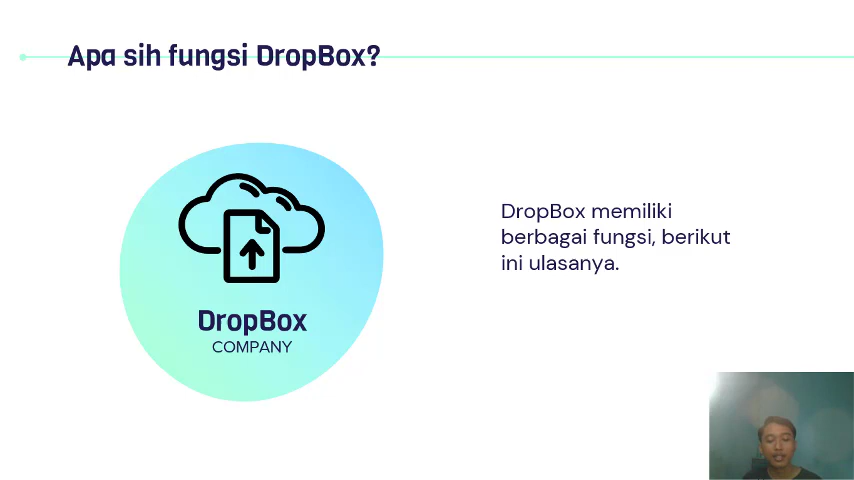 Apa sih fungsi DropBox?
DropBox memiliki
berbagai fungsi, berikut
ini ulasanya.
DropBox
COMPANY